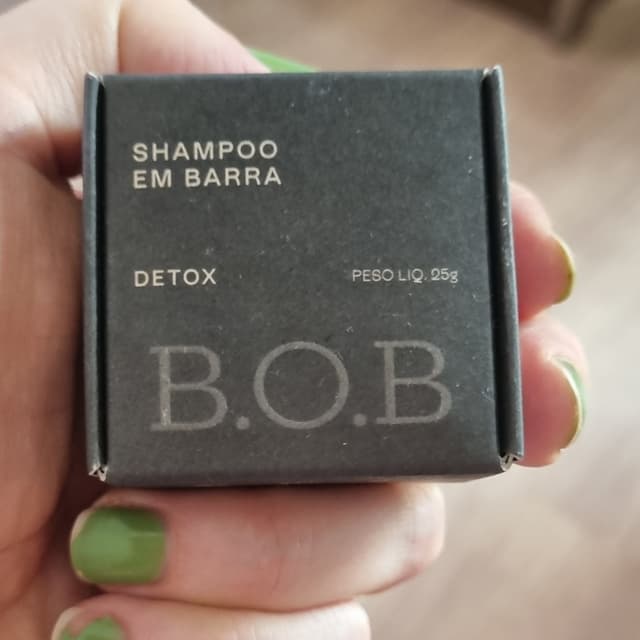 SHAMPOO
EM BARRA
DETOX
PESO LIQ. 25g
B.O.B